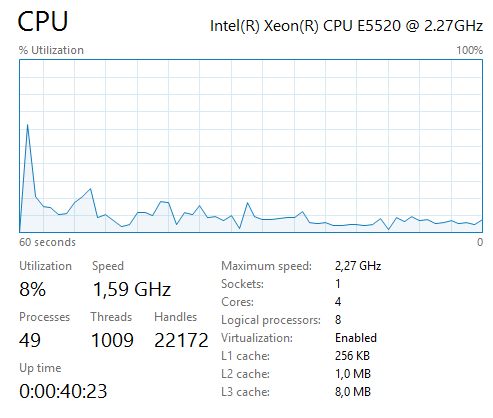 CPU Intel(R) Xeon(R) CPU E5520 @ 2.27GHz
% Utilization 100%
60 seconds 0
Utilization Speed
8% 1,59 GHz
Processes Threads Handles
49 1009 22172
Up time
0:00:40:23
Maximum speed: 2,27 GHz
Sockets: 1
Cores: 4
Logical processors: 8
Virtualization: Enabled
L1 cache: 256 KB
L2 cache: 1,0 MB
L3 cache: 8,0 MB